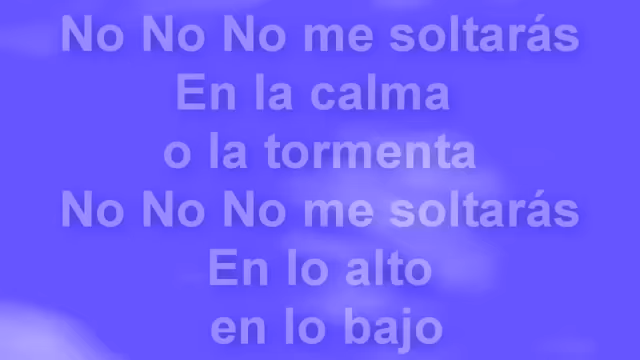 No No No me soltarás
En la calma
o la tormenta
No No No me soltarás
En lo alto
en lo bajo